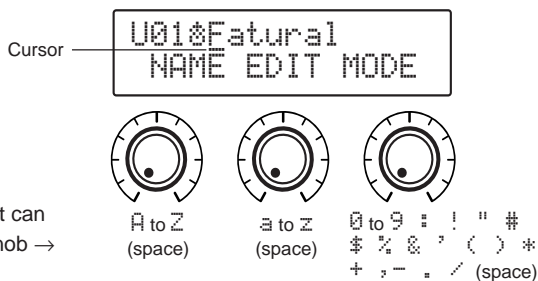 U01&Fatural
Cursor
NAME EDIT MODE
t can
nob →
A to Z
(space)
a to z
(space)
0 to 9 : ! " #
$ % & ' ( ) *
+ , - . / (space)